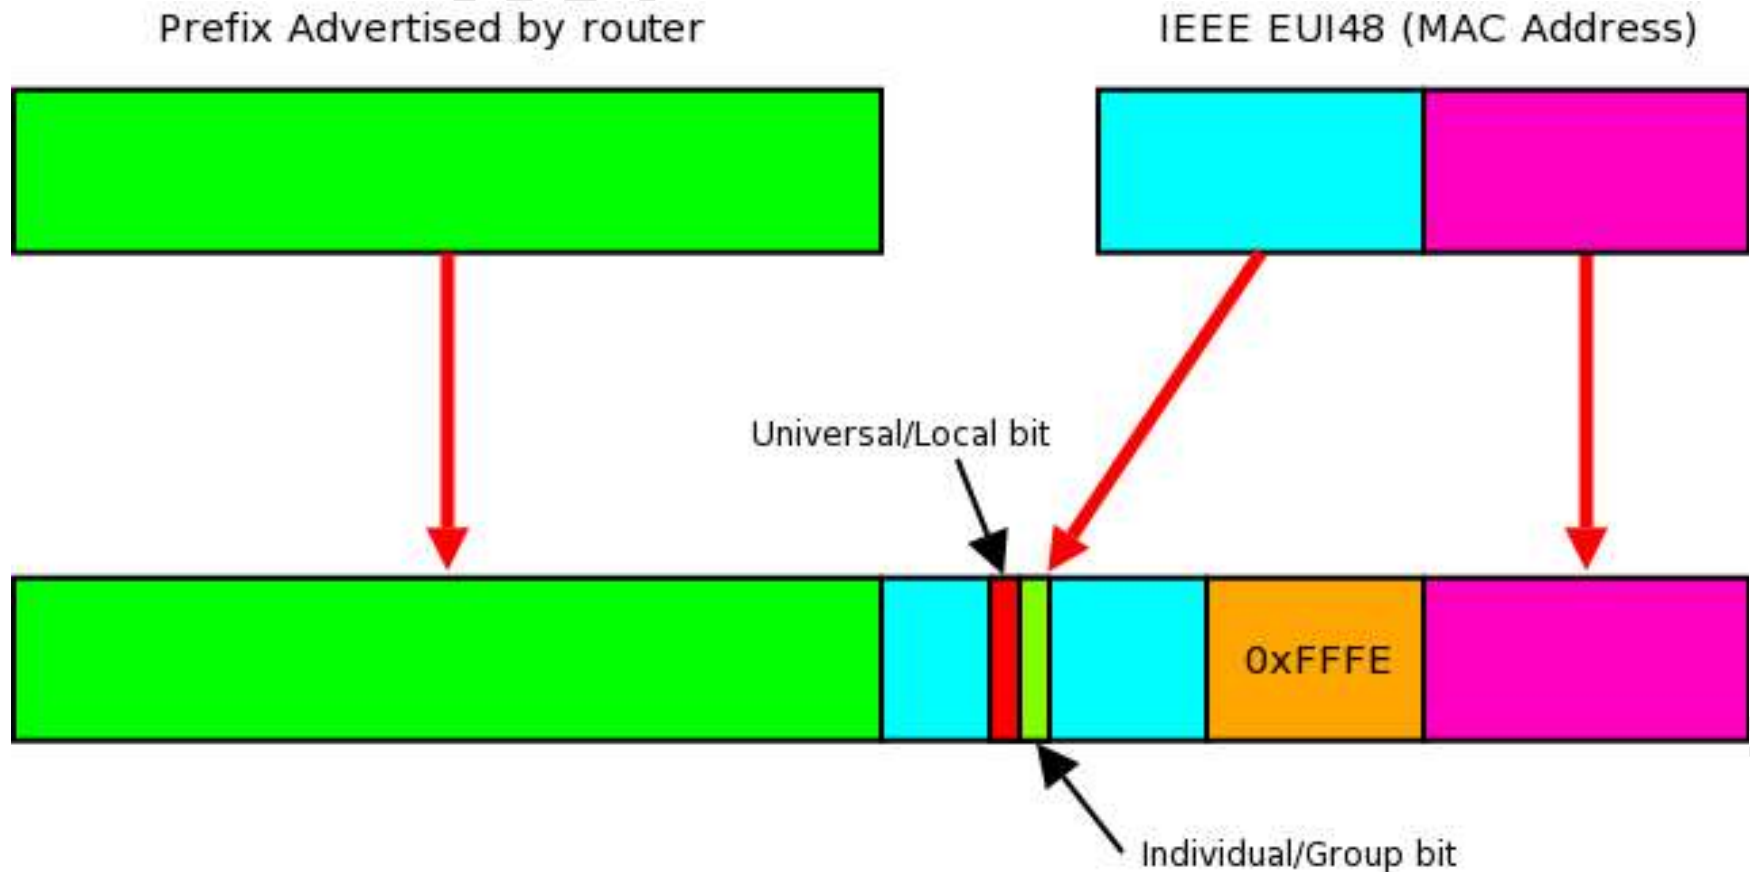 Prefix Advertised by router
IEEE EUI48 (MAC Address)
Universal/Local bit
0xFFFE
Individual/Group bit